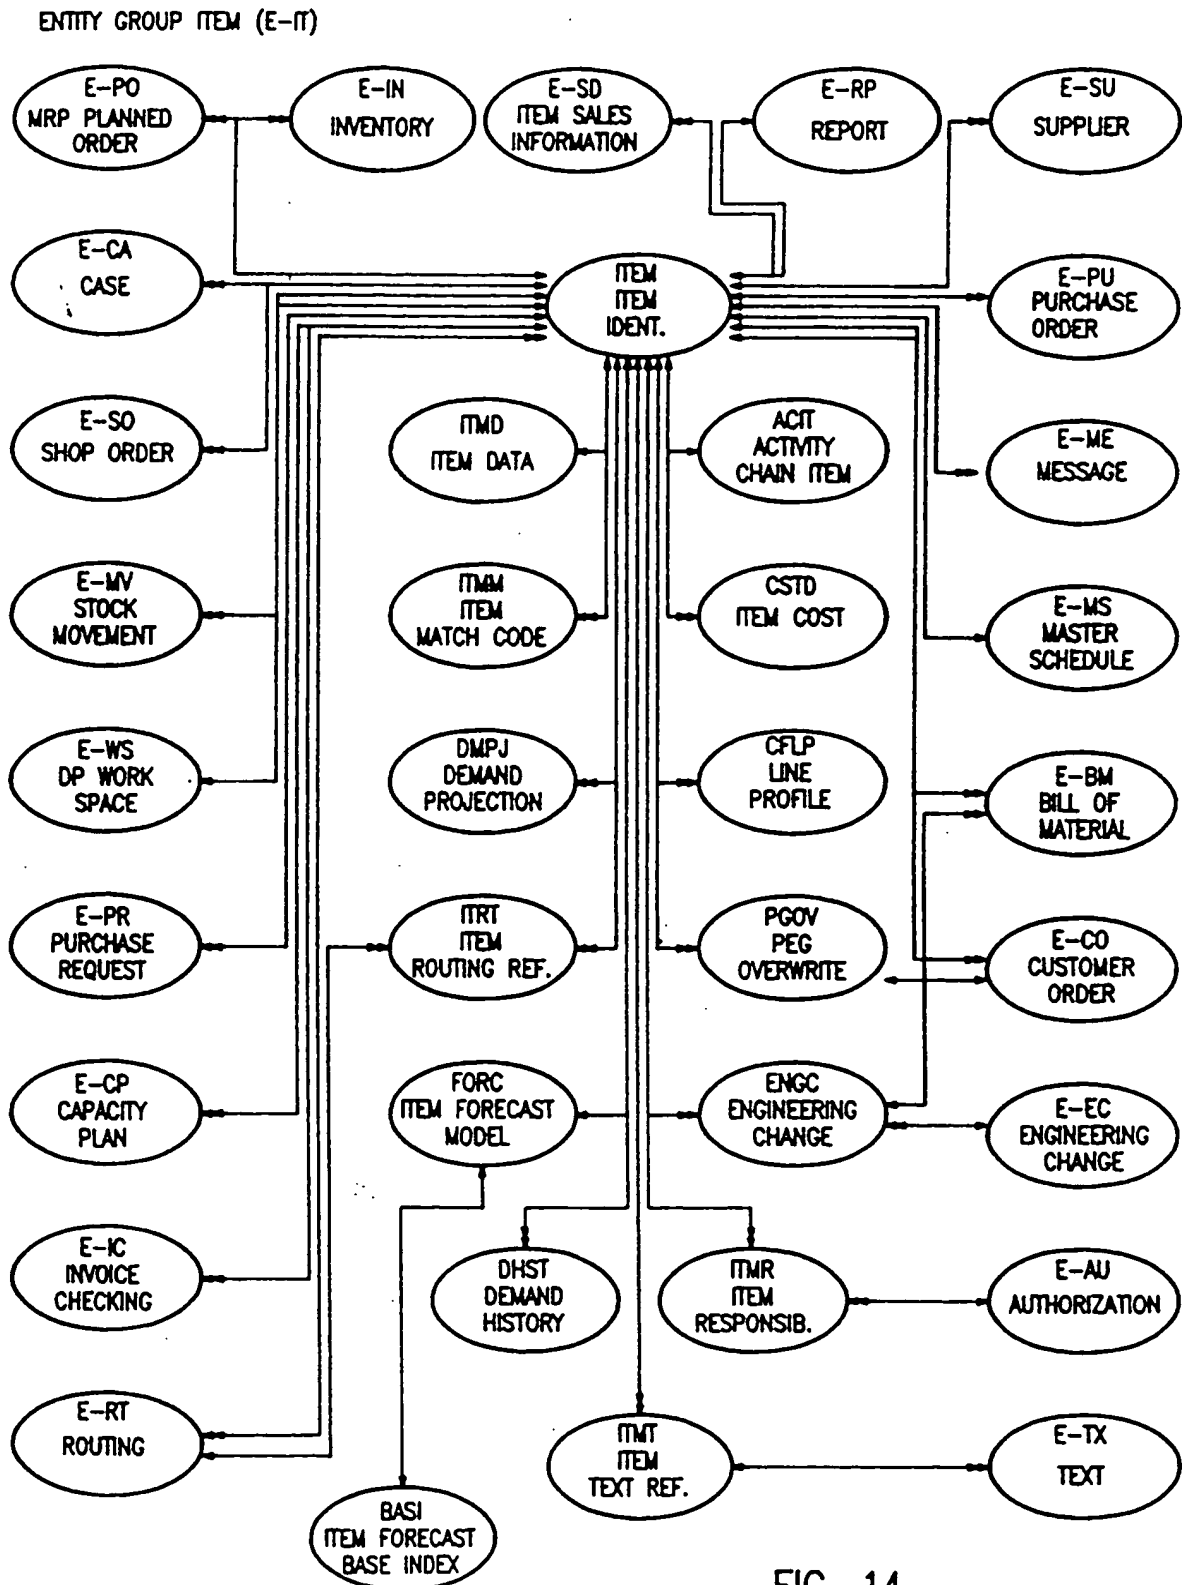 ENTITY GROUP ITEM (E-IT)
E-PO
MRP PLANNED
ORDER
E-IN
INVENTORY
E-SD
ITEM SALES
INFORMATION
E-RP
REPORT
E-SU
SUPPLIER
E-CA
CASE
ITEM
ITEM
IDENT.
E-PU
PURCHASE
ORDER
E-SO
SHOP ORDER
ITMD
ITEM DATA
ACIT
ACTIVITY
CHAIN ITEM
E-ME
MESSAGE
E-MV
STOCK
MOVEMENT
ITMM
ITEM
MATCH CODE
CSTD
ITEM COST
E-MS
MASTER
SCHEDULE
E-WS
DP WORK
SPACE
DMPJ
DEMAND
PROJECTION
CFLP
LINE
PROFILE
E-BM
BILL OF
MATERIAL
E-PR
PURCHASE
REQUEST
ITRT
ITEM
ROUTING REF.
PGOV
PEG
OVERWRITE
E-CO
CUSTOMER
ORDER
E-CP
CAPACITY
PLAN
FORC
ITEM FORECAST
MODEL
ENGC
ENGINEERING
CHANGE
E-EC
ENGINEERING
CHANGE
E-IC
INVOICE
CHECKING
DHST
DEMAND
HISTORY
ITMR
ITEM
RESPONSIB.
E-AU
AUTHORIZATION
E-RT
ROUTING
ITMT
ITEM
TEXT REF.
E-TX
TEXT
BASI
ITEM FORECAST
BASE INDEX
FIG. 14